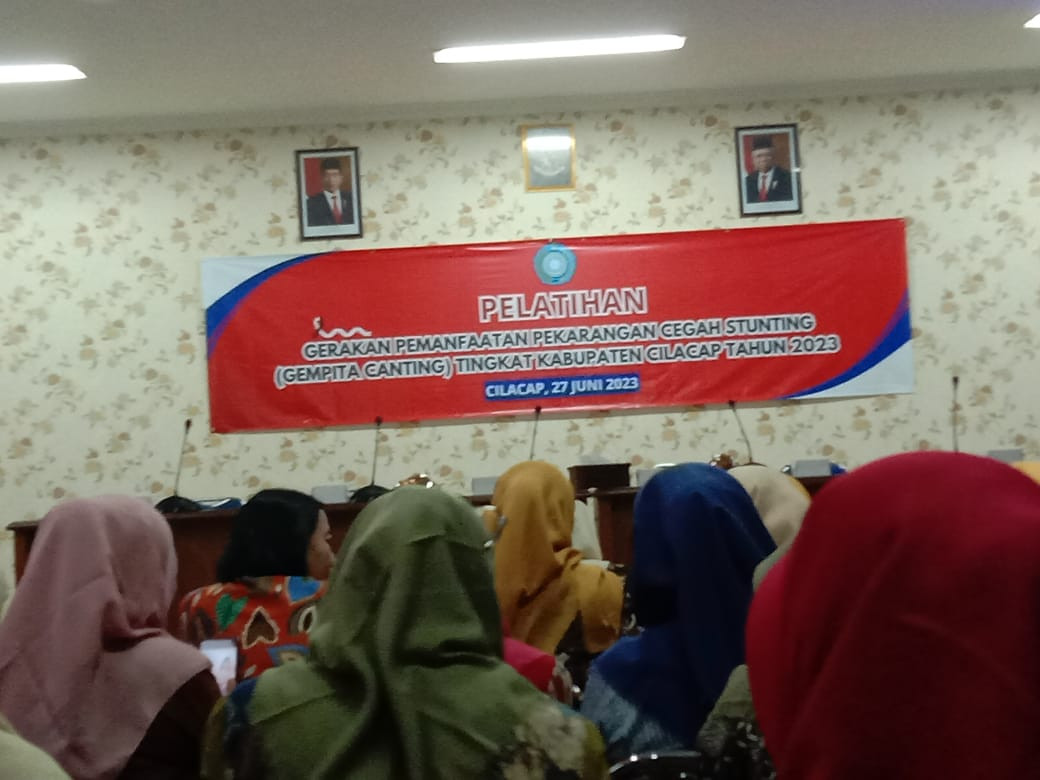 PELATIHAN
GERAKAN PEMANFAATAN PEKARANGAN CEGAH STUNTING
(GEMPITA CANTING) TINGKAT KABUPATEN CILACAP TAHUN 2023
CILACAP, 27 JUNI 2023